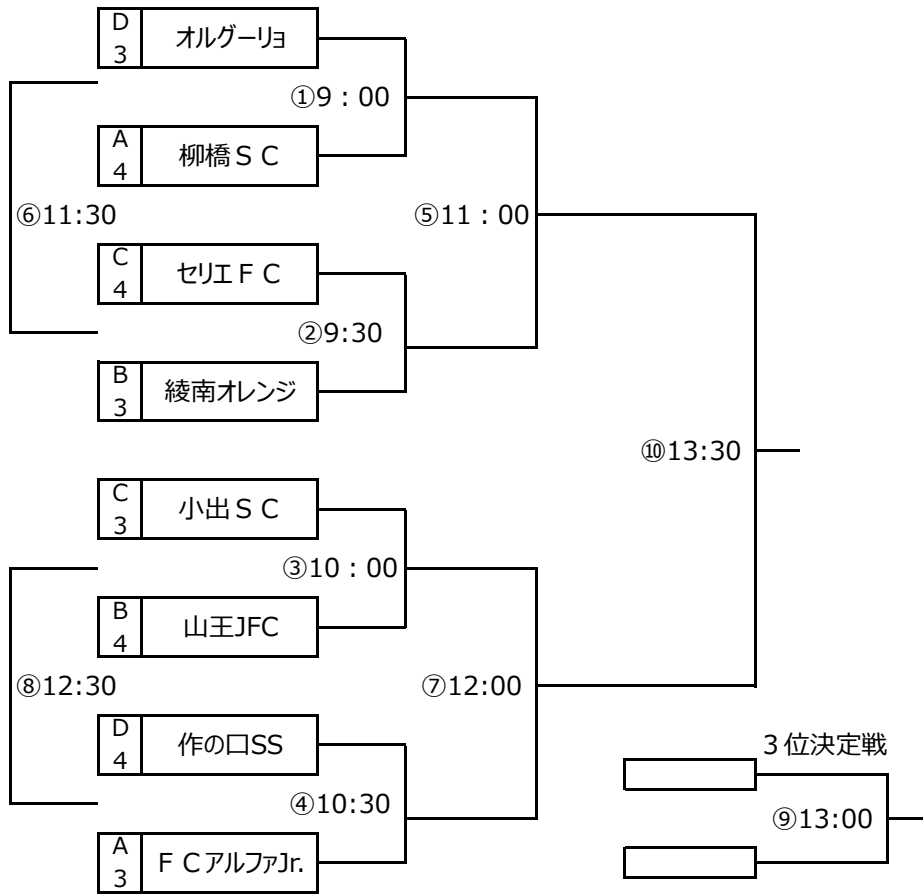 D
3
オルグーリョ
①9：00
A
4
柳橋ＳＣ
⑥11:30
⑤11：00
C
4
セリエＦＣ
②9:30
B
3
綾南オレンジ
⑩13:30
C
3
小出ＳＣ
③10：00
B
4
山王JFC
⑧12:30
⑦12:00
D
4
作の口SS
３位決定戦
④10:30
⑨13:00
A
3
ＦＣアルファJr.